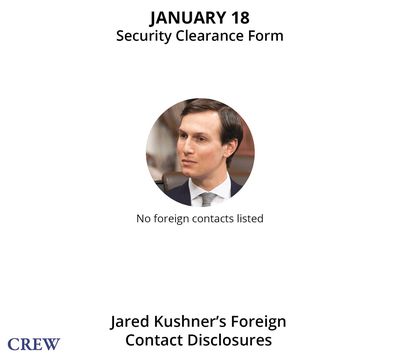 JANUARY 18
Security Clearance Form
No foreign contacts listed
Jared Kushner’s Foreign
Contact Disclosures
CREW